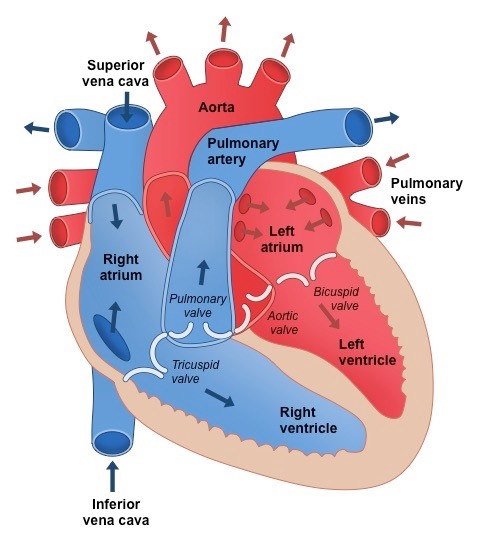 Superior
vena cava
Aorta
Pulmonary
artery
Pulmonary
veins
Left
atrium
Right
atrium
Pulmonary
valve
Bicuspid
valve
Aortic
valve
Left
ventricle
Tricuspid
valve
Right
ventricle
Inferior
vena cava